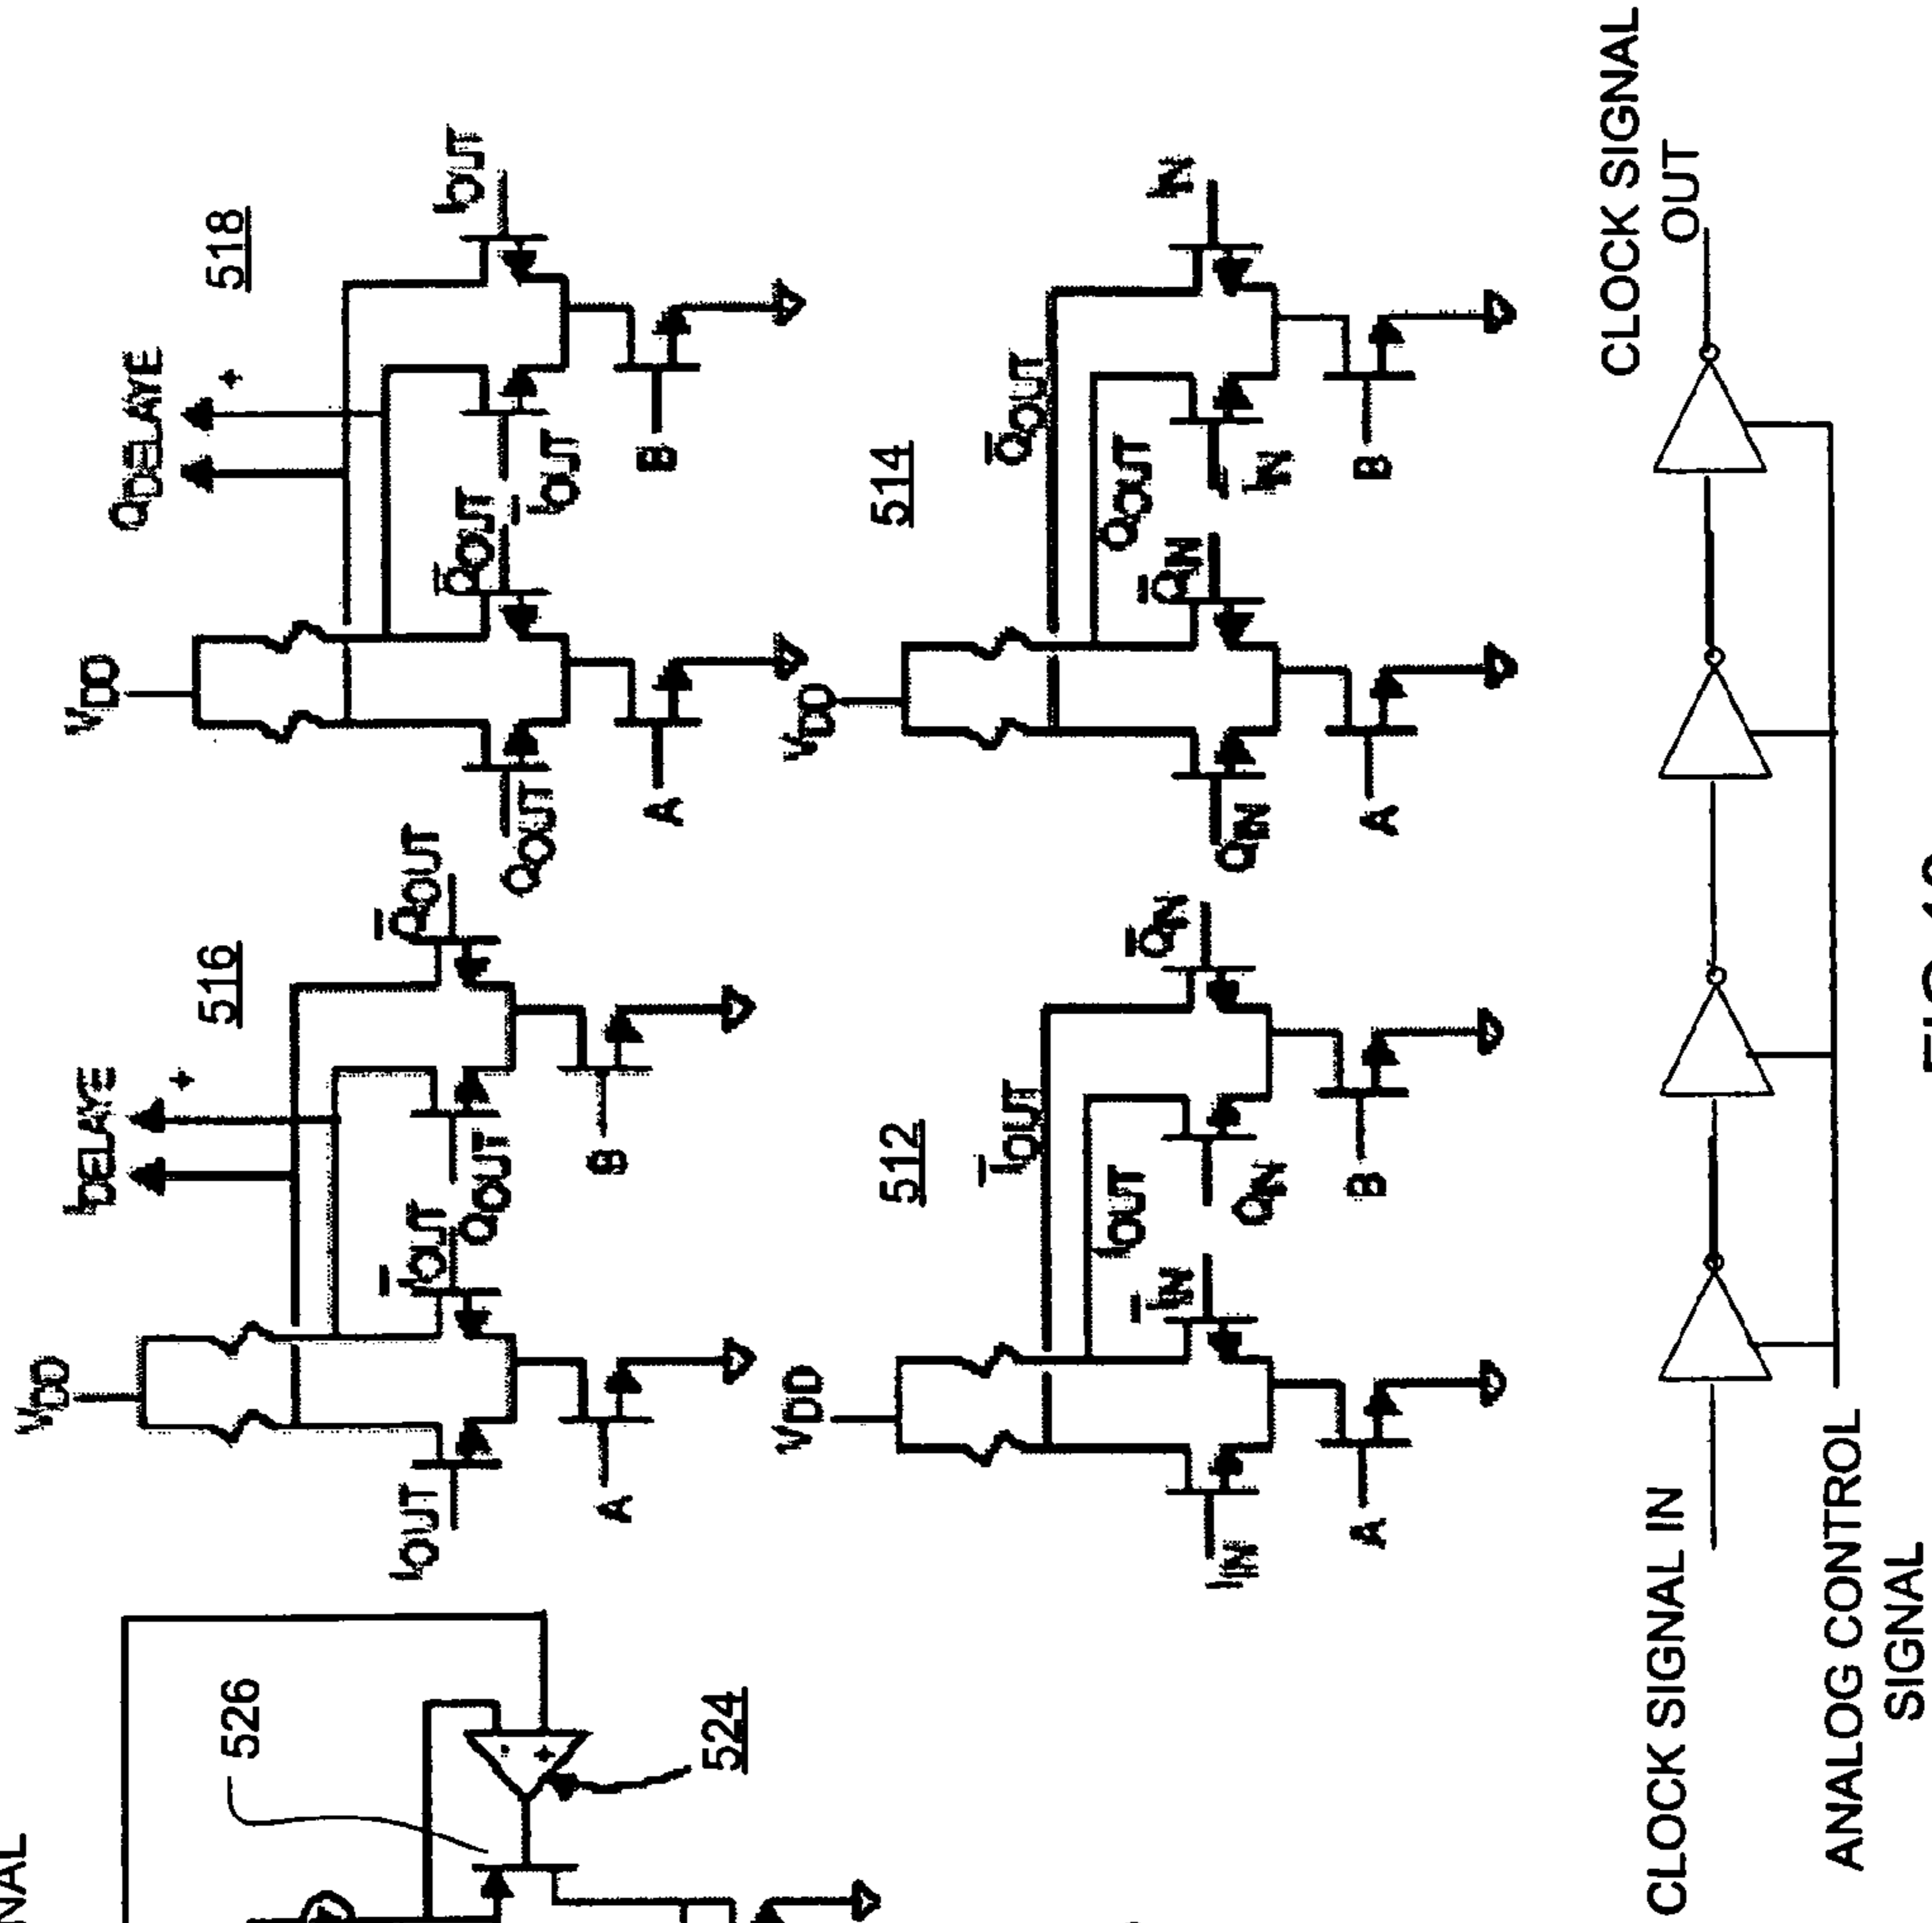 NAL
526
524
VDD
IDELAYE
+
516
IOUT
A
IOUT
QOUT
B
QOUT
VDD
QDELAYE
+
518
QOUT
A
QOUT
IOUT
B
IOUT
VDD
512
IOUT
IOUT
IIN
A
IIN
QIN
B
QIN
VDD
514
QOUT
QOUT
QIN
A
QIN
IIN
B
CLOCK SIGNAL IN
ANALOG CONTROL
SIGNAL
CLOCK SIGNAL
OUT